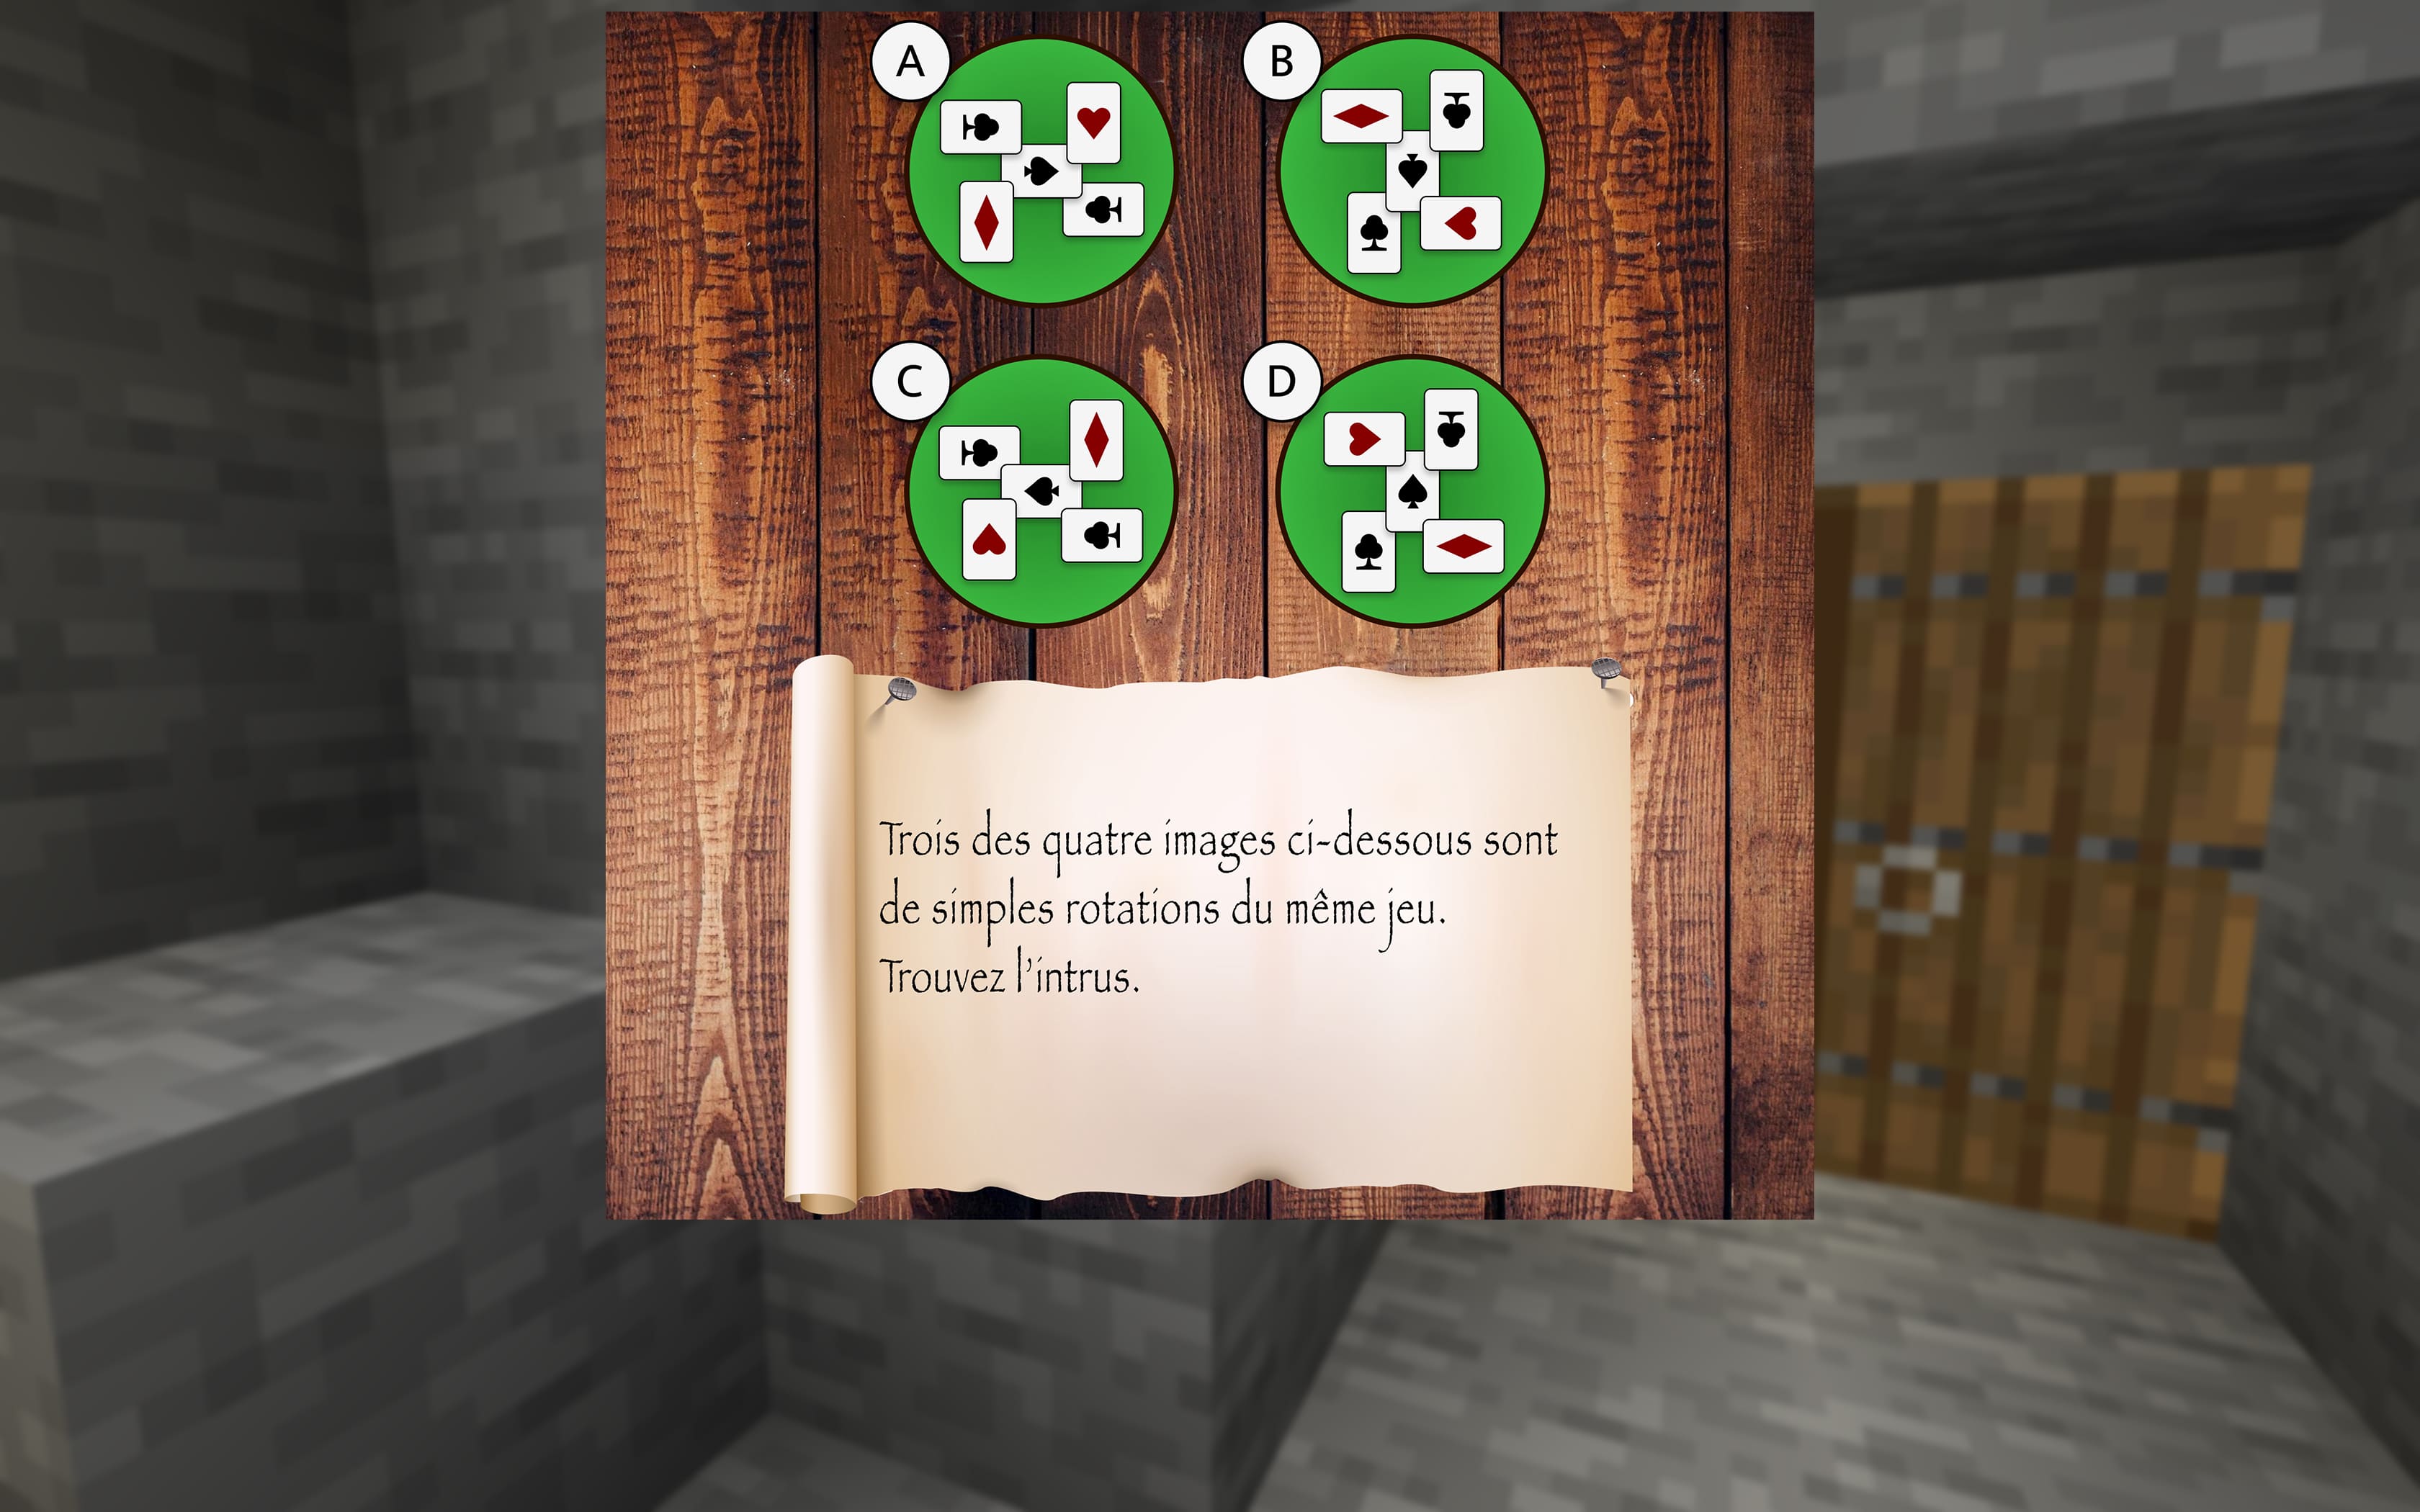 A
B
C
D
Trois des quatre images ci-dessous sont
de simples rotations du même jeu.
Trouvez l'intrus.